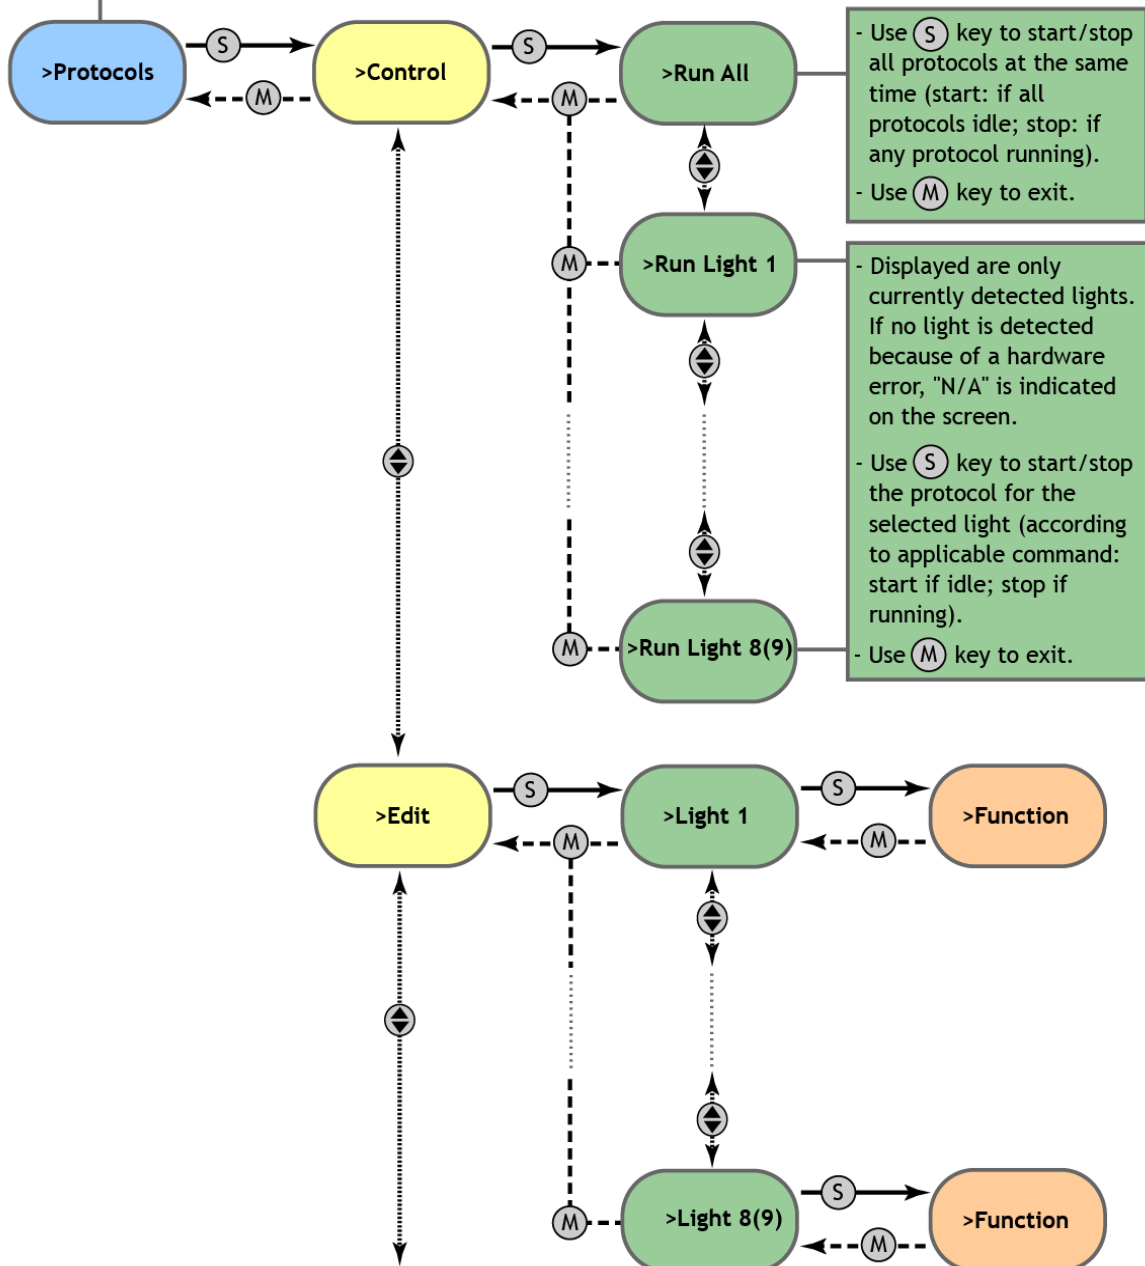 >Protocols
S
M
>Control
S
M
>Run All
- Use S key to start/stop
all protocols at the same
time (start: if all
protocols idle; stop: if
any protocol running).
- Use M key to exit.
M
>Run Light 1
- Displayed are only
currently detected lights.
If no light is detected
because of a hardware
error, "N/A" is indicated
on the screen.
- Use S key to start/stop
the protocol for the
selected light (according
to applicable command:
start if idle; stop if
running).
- Use M key to exit.
M
>Run Light 8(9)
>Edit
S
M
>Light 1
S
M
>Function
M
>Light 8(9)
S
M
>Function